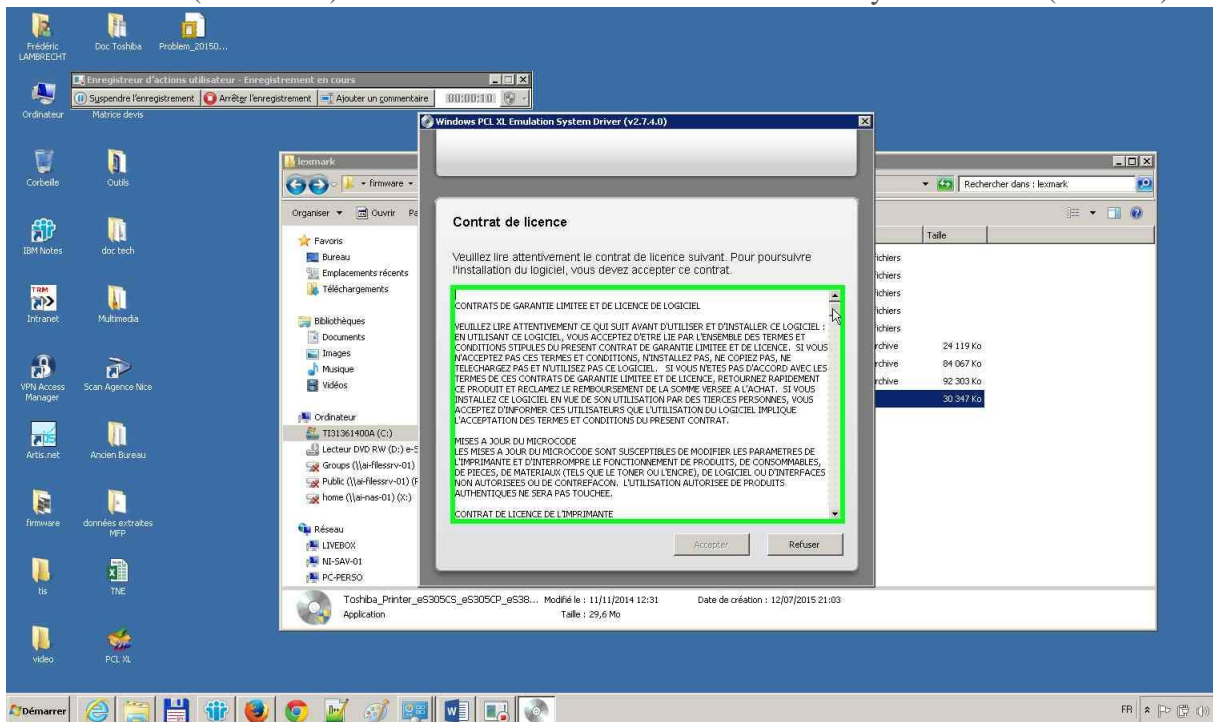 Frédéric
LAMBRECHT
Doc Toshiba
Problem_20150...
Enregistreur d'actions utilisateur - Enregistrement en cours
Suspendre l'enregistrement
Arrêter l'enregistrement
Ajouter un commentaire
00:00:10
Ordinateur
Matrice devis
Corbeille
Outils
IBM Notes
doc tech
TRM
Intranet
Multimedia
VPN Access
Manager
Scan Agence Nice
Artis.net
Ancien Bureau
firmware
données extraites
MFP
tis
TNE
video
PCL XL
lexmark
firmware
Rechercher dans : lexmark
Organiser
Ouvrir
Pa
Favoris
Bureau
Emplacements récents
Téléchargements
Bibliothèques
Documents
Images
Musique
Vidéos
Ordinateur
TI31361400A (C:)
Lecteur DVD RW (D:) e-S
Groups (\\ai-filessrv-01)
Public (\\ai-filessrv-01) (F
home (\\ai-nas-01) (X:)
Réseau
LIVEBOX
NI-SAV-01
PC-PERSO
Taille
ichiers
ichiers
ichiers
ichiers
ichiers
rchive 24 119 Ko
rchive 84 067 Ko
rchive 92 303 Ko
30 347 Ko
Windows PCL XL Emulation System Driver (v2.7.4.0)
Contrat de licence
Veuillez lire attentivement le contrat de licence suivant. Pour poursuivre
l'installation du logiciel, vous devez accepter ce contrat.
CONTRATS DE GARANTIE LIMITEE ET DE LICENCE DE LOGICIEL
VEUILLEZ LIRE ATTENTIVEMENT CE QUI SUIT AVANT D'UTILISER ET D'INSTALLER CE LOGICIEL :
EN UTILISANT CE LOGICIEL, VOUS ACCEPTEZ D'ETRE LIE PAR L'ENSEMBLE DES TERMES ET
CONDITIONS STIPULES DU PRESENT CONTRAT DE GARANTIE LIMITEE ET DE LICENCE. SI VOUS
N'ACCEPTEZ PAS CES TERMES ET CONDITIONS, N'INSTALLEZ PAS, NE COPIEZ PAS, NE
TELECHARGEZ PAS ET N'UTILISEZ PAS CE LOGICIEL. SI VOUS N'ETES PAS D'ACCORD AVEC LES
TERMES DE CES CONTRATS DE GARANTIE LIMITEE ET DE LICENCE, RETOURNEZ RAPIDEMENT
CE PRODUIT ET RECLAMEZ LE REMBOURSEMENT DE LA SOMME VERSEE A L'ACHAT. SI VOUS
INSTALLEZ CE LOGICIEL EN VUE DE SON UTILISATION PAR DES TIERCES PERSONNES, VOUS
ACCEPTEZ D'INFORMER CES UTILISATEURS QUE L'UTILISATION DU LOGICIEL IMPLIQUE
L'ACCEPTATION DES TERMES ET CONDITIONS DU PRESENT CONTRAT.
MISES A JOUR DU MICROCODE
LES MISES A JOUR DU MICROCODE SONT SUSCEPTIBLES DE MODIFIER LES PARAMETRES DE
L'IMPRIMANTE ET D'INTERROMPRE LE FONCTIONNEMENT DE PRODUITS, DE CONSOMMABLES,
DE PIECES, DE MATERIAUX (TELS QUE LE TONER OU L'ENCRE), DE LOGICIEL OU D'INTERFACES
NON AUTORISEES OU DE CONTREFACON. L'UTILISATION AUTORISEE DE PRODUITS
AUTHENTIQUES NE SERA PAS TOUCHEE.
CONTRAT DE LICENCE DE L'IMPRIMANTE
Accepter
Refuser
Toshiba_Printer_eS305CS_eS305CP_eS38... Modifié le : 11/11/2014 12:31 Date de création : 12/07/2015 21:03
Application Taille : 29,6 Mo
Démarrer
FR